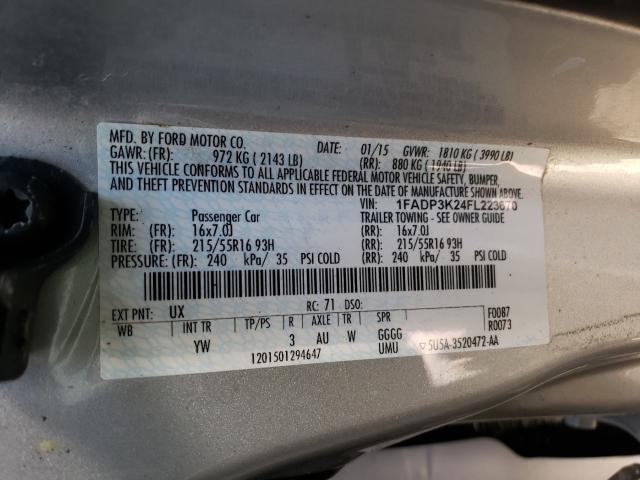 MFD. BY FORD MOTOR CO.
DATE: 01/15 GVWR: 1810 KG ( 3990 LB)
GAWR: (FR): 972 KG ( 2143 LB) (RR): 880 KG ( 1940 LB)
THIS VEHICLE CONFORMS TO ALL APPLICABLE FEDERAL MOTOR VEHICLE SAFETY, BUMPER,
AND THEFT PREVENTION STANDARDS IN EFFECT ON THE DATE OF MANUFACTURE SHOWN ABOVE.
VIN: 1FADP3K24FL223670
TYPE: Passenger Car TRAILER TOWING - SEE OWNER GUIDE
RIM: (FR): 16x7.0J (RR): 16x7.0J
TIRE: (FR): 215/55R16 93H (RR): 215/55R16 93H
PRESSURE: (FR): 240 kPa/ 35 PSI COLD (RR): 240 kPa/ 35 PSI COLD
EXT PNT: UX RC: 71 DSO: F0087
WB INT TR TP/PS R AXLE TR SPR R0073
YW 3 AU W GGGG
UMU
1201501294647 5U5A-3520472-AA